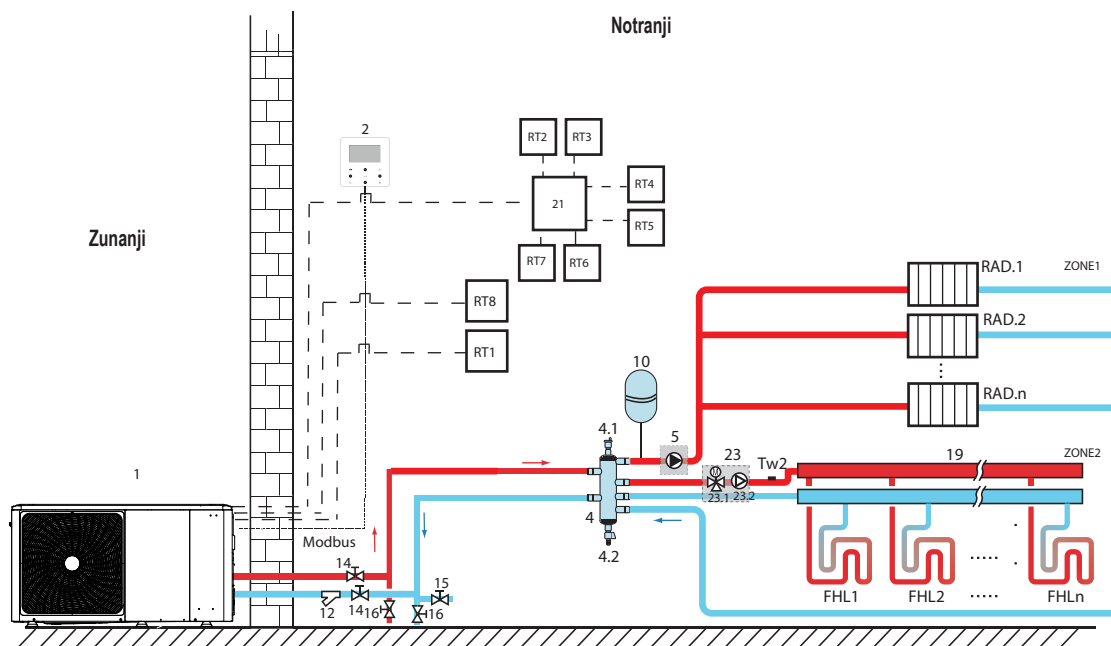 Notranji
Zunanji
2
RT2
RT3
21
RT4
RT5
RT7
RT6
RT8
RT1
RAD.1
ZONE1
RAD.2
RAD.n
10
4.1
5
23
Tw2
19
ZONE2
M
23.1
23.2
4
4.2
1
Modbus
14
15
12
14
16
16
FHL1
FHL2
FHLn